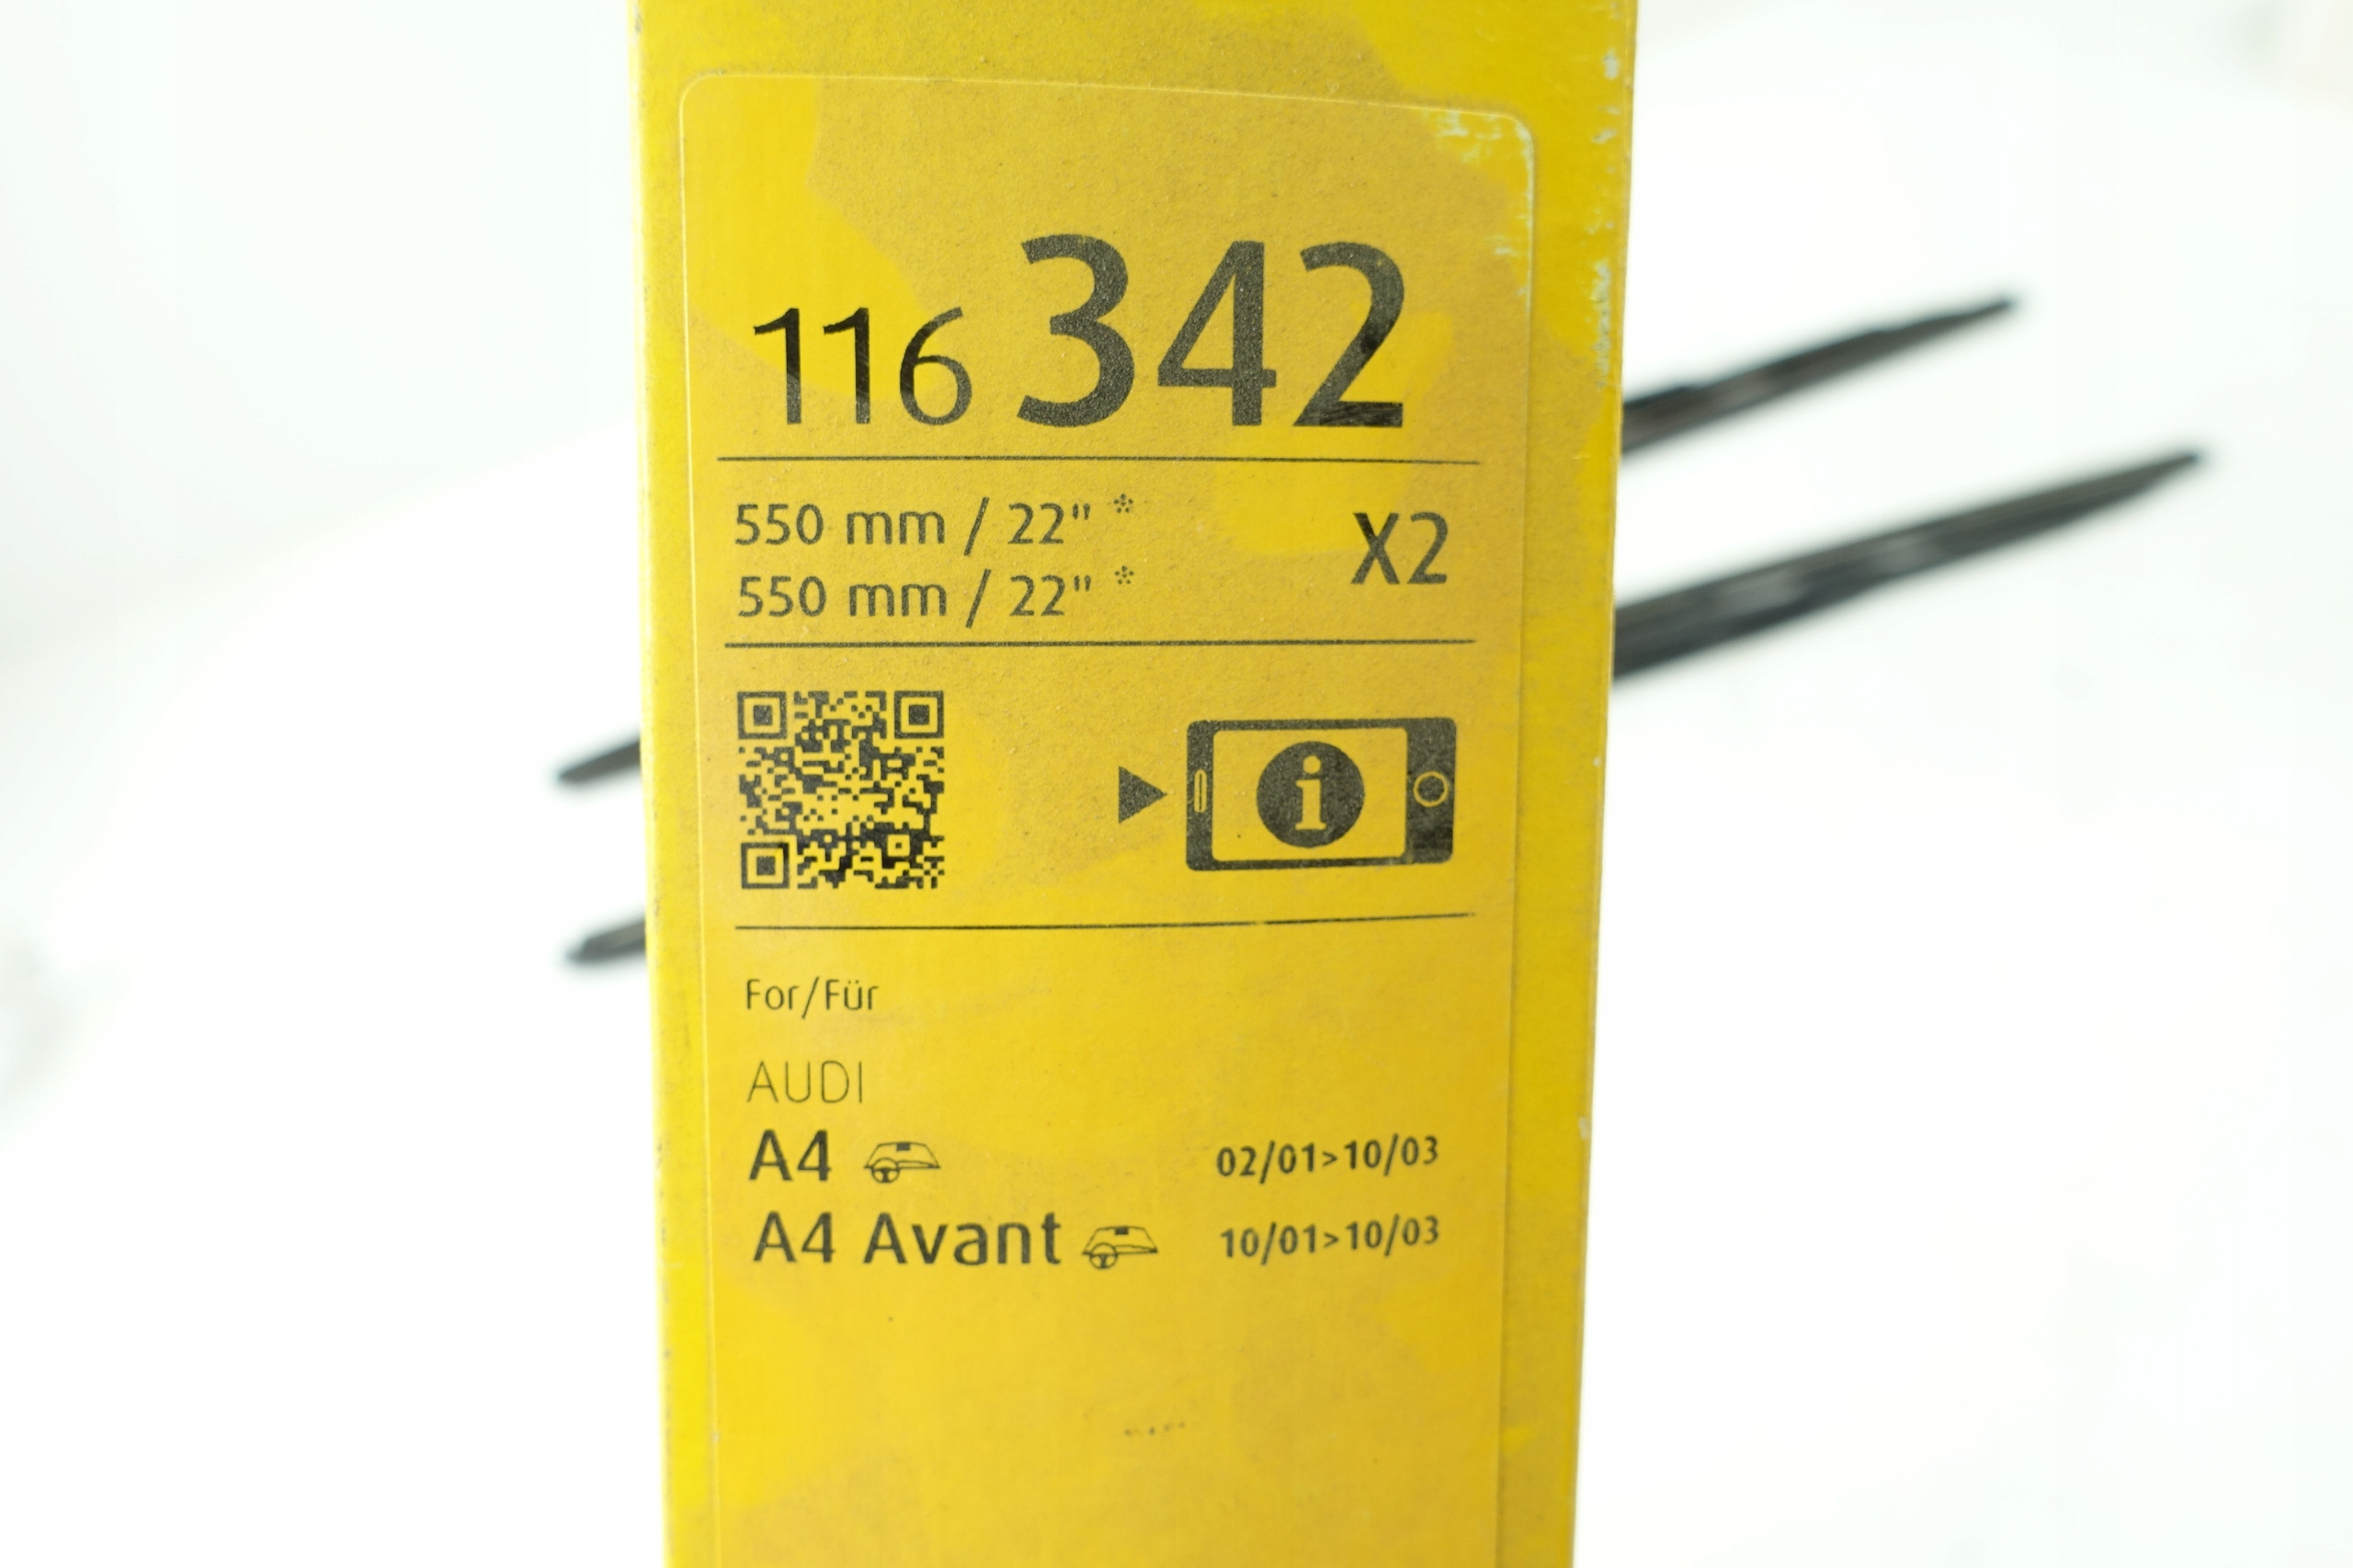 116 342
550 mm / 22" *
550 mm / 22" *
X2
i
For/Für
AUDI
A4 02/01>10/03
A4 Avant 10/01>10/03